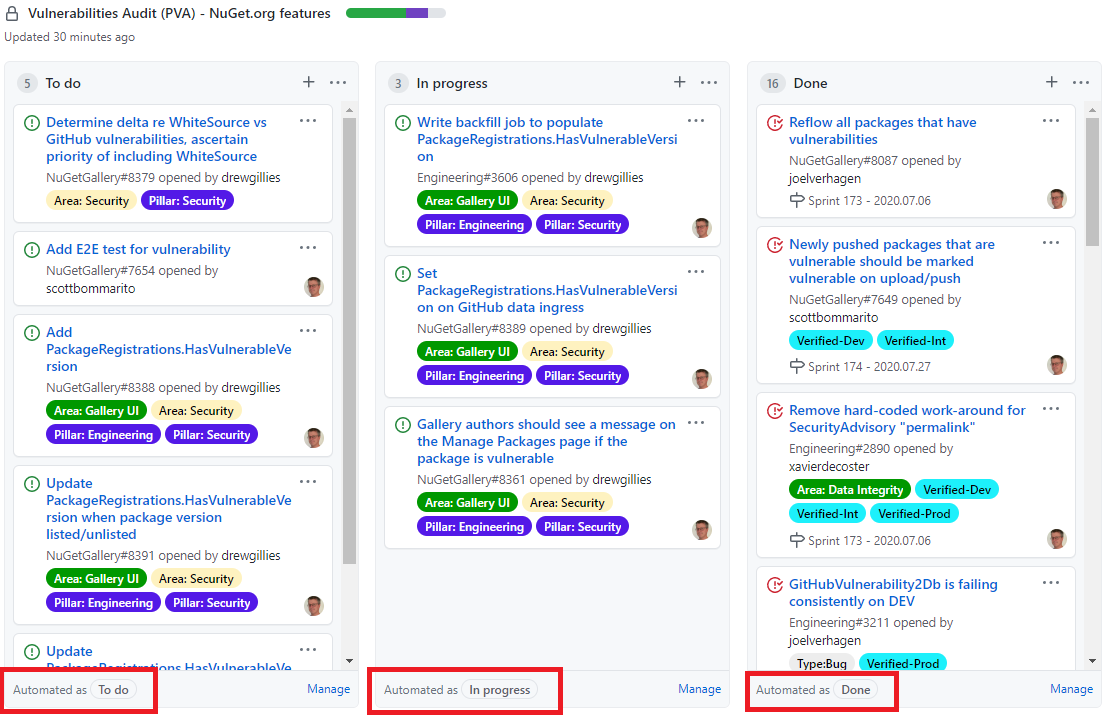 Vulnerabilities Audit (PVA) - NuGet.org features
Updated 30 minutes ago
5 To do
Determine delta re WhiteSource vs
GitHub vulnerabilities, ascertain
priority of including WhiteSource
NuGetGallery#8379 opened by drewgillies
Area: Security Pillar: Security
Add E2E test for vulnerability
NuGetGallery#7654 opened by
scottbommarito
Add
PackageRegistrations.HasVulnerableVe
rsion
NuGetGallery#8388 opened by drewgillies
Area: Gallery UI Area: Security
Pillar: Engineering Pillar: Security
Update
PackageRegistrations.HasVulnerableVe
rsion when package version
listed/unlisted
NuGetGallery#8391 opened by drewgillies
Area: Gallery UI Area: Security
Pillar: Engineering Pillar: Security
Update
PackageRegistrations.HasVulnerableVe
Automated as To do Manage
3 In progress
Write backfill job to populate
PackageRegistrations.HasVulnerableVersi
on
Engineering#3606 opened by drewgillies
Area: Gallery UI Area: Security
Pillar: Engineering Pillar: Security
Set
PackageRegistrations.HasVulnerableVersi
on on GitHub data ingress
NuGetGallery#8389 opened by drewgillies
Area: Gallery UI Area: Security
Pillar: Engineering Pillar: Security
Gallery authors should see a message on
the Manage Packages page if the
package is vulnerable
NuGetGallery#8361 opened by drewgillies
Area: Gallery UI Area: Security
Pillar: Engineering Pillar: Security
Automated as In progress Manage
16 Done
Reflow all packages that have
vulnerabilities
NuGetGallery#8087 opened by
joelverhagen
Sprint 173 - 2020.07.06
Newly pushed packages that are
vulnerable should be marked
vulnerable on upload/push
NuGetGallery#7649 opened by
scottbommarito
Verified-Dev Verified-Int
Sprint 174 - 2020.07.27
Remove hard-coded work-around for
SecurityAdvisory "permalink"
Engineering#2890 opened by
xavierdecoster
Area: Data Integrity Verified-Dev
Verified-Int Verified-Prod
Sprint 173 - 2020.07.06
GitHubVulnerability2Db is failing
consistently on DEV
Engineering#3211 opened by
joelverhagen
Type:Bug Verified-Prod
Automated as Done Manage